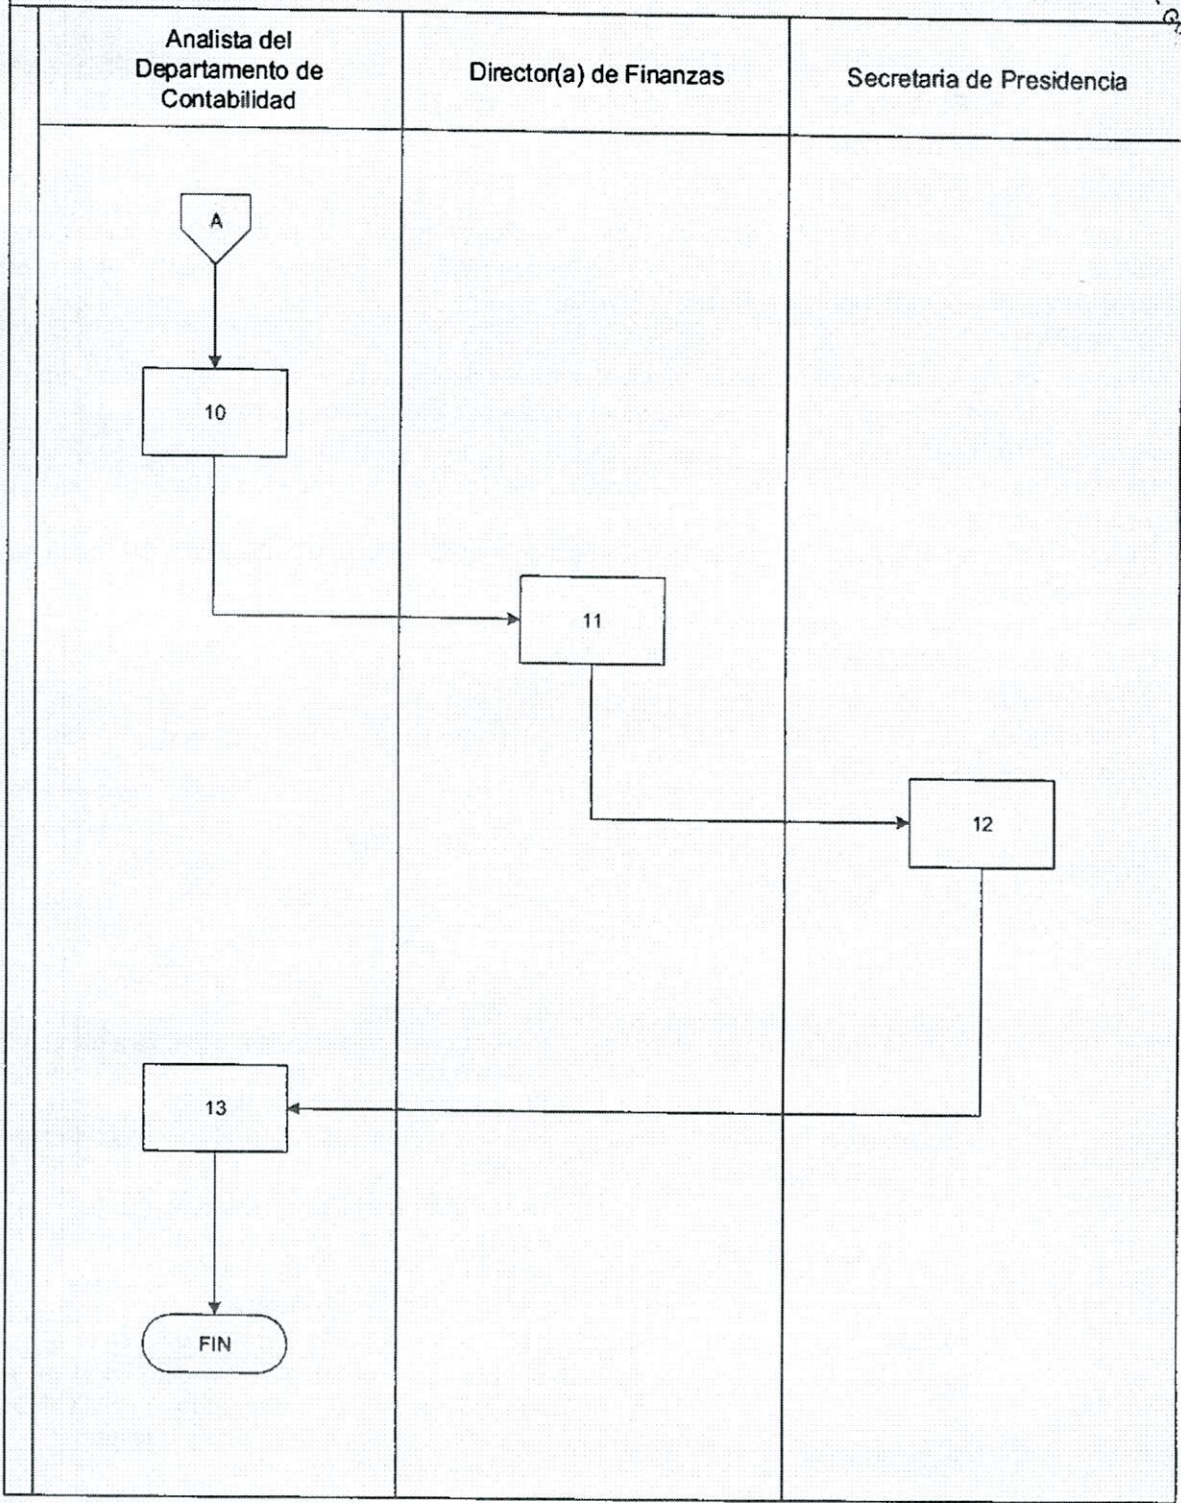 Analista del
Departamento de
Contabilidad
Director(a) de Finanzas
Secretaria de Presidencia
A
10
11
12
13
FIN